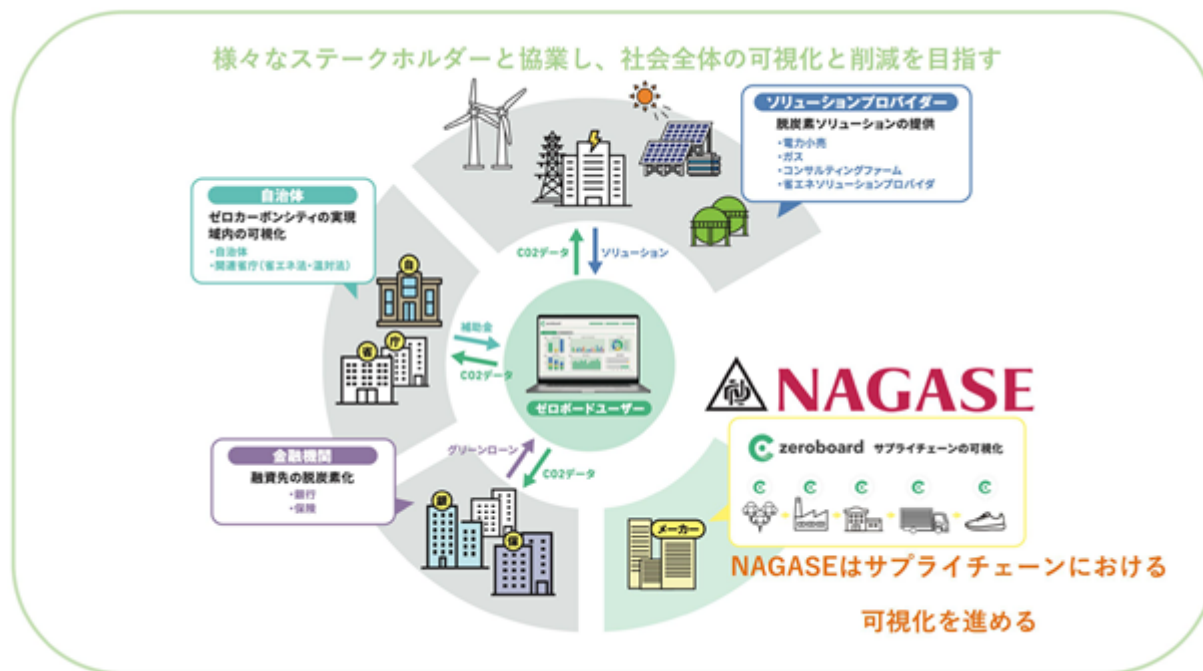 様々なステークホルダーと協業し、社会全体の可視化と削減を目指す
ソリューションプロバイダー
脱炭素ソリューションの提供
・電力小売
・ガス
・コンサルティングファーム
・省エネソリューションプロバイダ
自治体
ゼロカーボンシティの実現
域内の可視化
・自治体
・関連省庁(省エネ法・温対法)
自
省
庁
CO2データ
ソリューション
補助金
CO2データ
zeroboard
ゼロボードユーザー
グリーンローン
CO2データ
金融機関
融資先の脱炭素化
・銀行
・保険
銀
保
メーカー
NAGASE
zeroboard サプライチェーンの可視化
NAGASEはサプライチェーンにおける
可視化を進める